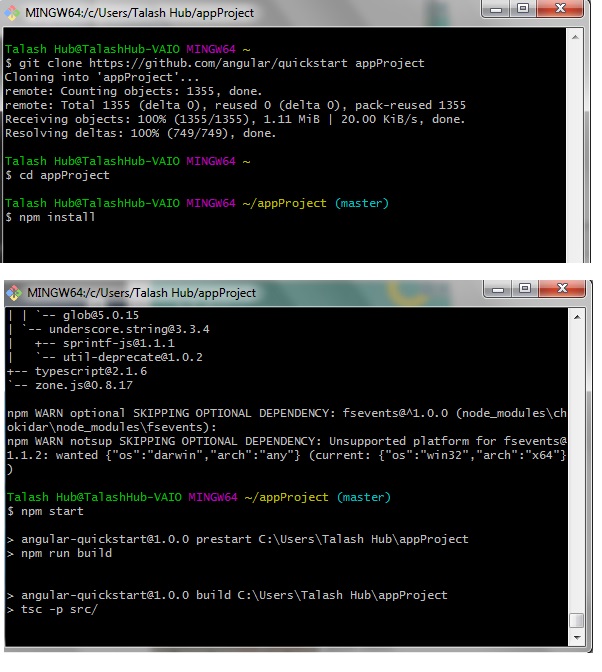 MINGW64:/c/Users/Talash Hub/appProject
Talash Hub@TalashHub-VAIO MINGW64 ~
$ git clone https://github.com/angular/quickstart appProject
Cloning into 'appProject'...
remote: Counting objects: 1355, done.
remote: Total 1355 (delta 0), reused 0 (delta 0), pack-reused 1355
Receiving objects: 100% (1355/1355), 1.11 MiB | 20.00 KiB/s, done.
Resolving deltas: 100% (749/749), done.
Talash Hub@TalashHub-VAIO MINGW64 ~
$ cd appProject
Talash Hub@TalashHub-VAIO MINGW64 ~/appProject (master)
$ npm install
MINGW64:/c/Users/Talash Hub/appProject
| | `-- glob@5.0.15
| `-- underscore.string@3.3.4
|   +-- sprintf-js@1.1.1
|   `-- util-deprecate@1.0.2
+-- typescript@2.1.6
`-- zone.js@0.8.17
npm WARN optional SKIPPING OPTIONAL DEPENDENCY: fsevents@^1.0.0 (node_modules\ch
okidar\node_modules\fsevents):
npm WARN notsup SKIPPING OPTIONAL DEPENDENCY: Unsupported platform for fsevents@
1.1.2: wanted {"os":"darwin","arch":"any"} (current: {"os":"win32","arch":"x64"}
)
Talash Hub@TalashHub-VAIO MINGW64 ~/appProject (master)
$ npm start
> angular-quickstart@1.0.0 prestart C:\Users\Talash Hub\appProject
> npm run build
> angular-quickstart@1.0.0 build C:\Users\Talash Hub\appProject
> tsc -p src/